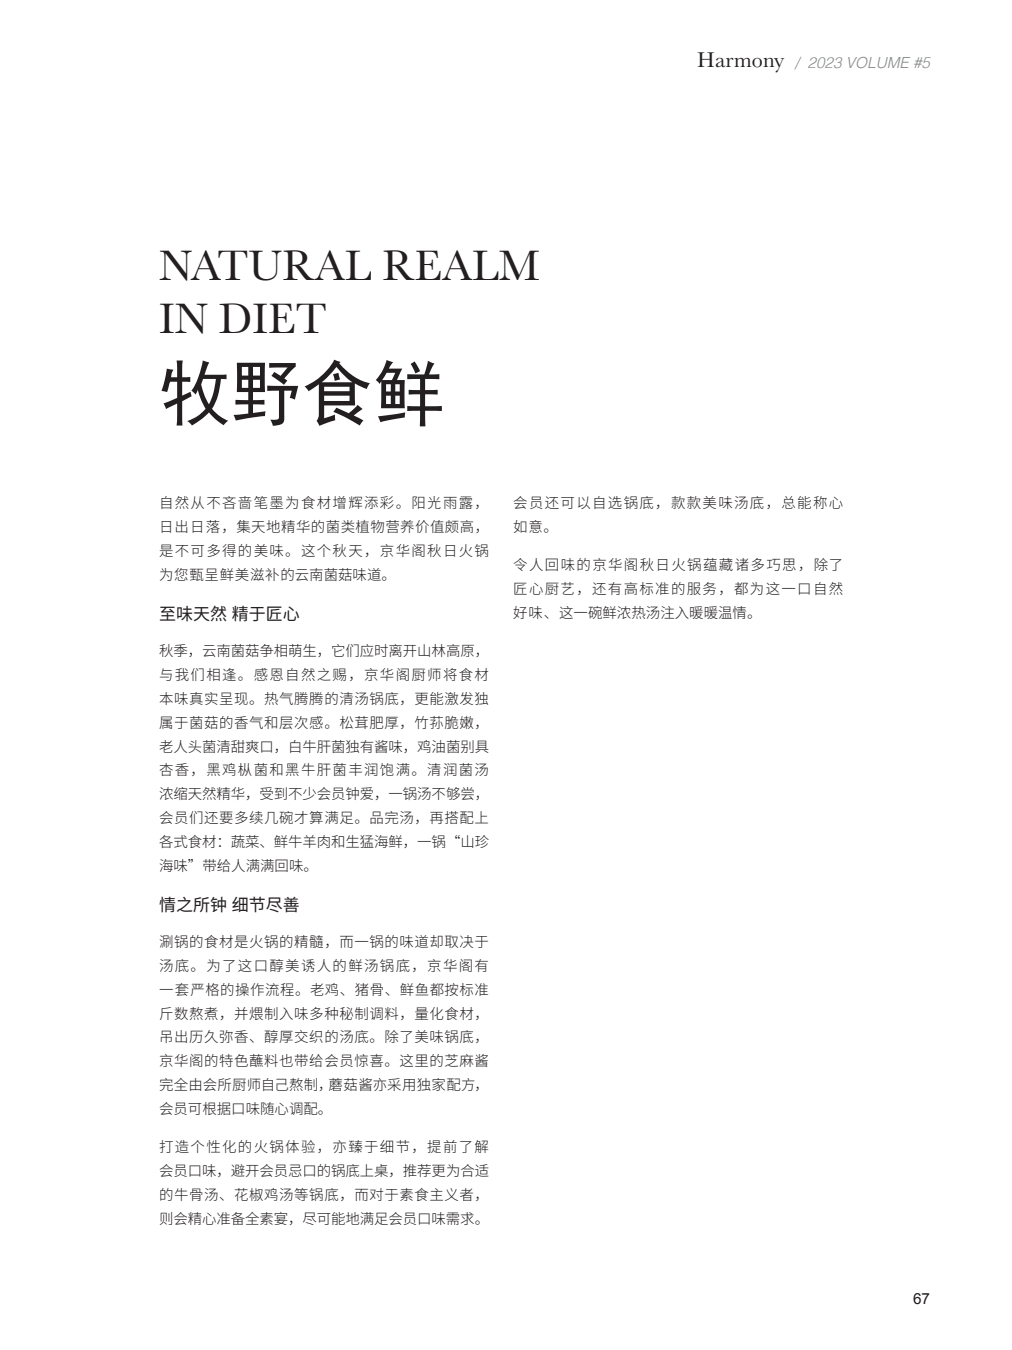 Harmony / 2023 VOLUME #5
NATURAL REALM
IN DIET
牧野食鲜
自然从不吝啬笔墨为食材增辉添彩。阳光雨露，
日出日落，集天地精华的菌类植物营养价值颇高，
是不可多得的美味。这个秋天，京华阁秋日火锅
为您甄呈鲜美滋补的云南菌菇味道。
至味天然 精于匠心
秋季，云南菌菇争相萌生，它们应时离开山林高原，
与我们相逢。感恩自然之赐，京华阁厨师将食材
本味真实呈现。热气腾腾的清汤锅底，更能激发独
属于菌菇的香气和层次感。松茸肥厚，竹荪脆嫩，
老人头菌清甜爽口，白牛肝菌独有酱味，鸡油菌别具
杏香，黑鸡枞菌和黑牛肝菌丰润饱满。清润菌汤
浓缩天然精华，受到不少会员钟爱，一锅汤不够尝，
会员们还要多续几碗才算满足。品完汤，再搭配上
各式食材：蔬菜、鲜牛羊肉和生猛海鲜，一锅“山珍
海味”带给人满满回味。
情之所钟 细节尽善
涮锅的食材是火锅的精髓，而一锅的味道却取决于
汤底。为了这口醇美诱人的鲜汤锅底，京华阁有
一套严格的操作流程。老鸡、猪骨、鲜鱼都按标准
斤数熬煮，并煨制入味多种秘制调料，量化食材，
吊出历久弥香、醇厚交织的汤底。除了美味锅底，
京华阁的特色蘸料也带给会员惊喜。这里的芝麻酱
完全由会所厨师自己熬制，蘑菇酱亦采用独家配方，
会员可根据口味随心调配。
打造个性化的火锅体验，亦臻于细节，提前了解
会员口味，避开会员忌口的锅底上桌，推荐更为合适
的牛骨汤、花椒鸡汤等锅底，而对于素食主义者，
则会精心准备全素宴，尽可能地满足会员口味需求。
会员还可以自选锅底，款款美味汤底，总能称心
如意。
令人回味的京华阁秋日火锅蕴藏诸多巧思，除了
匠心厨艺，还有高标准的服务，都为这一口自然
好味、这一碗鲜浓热汤注入暖暖温情。
67